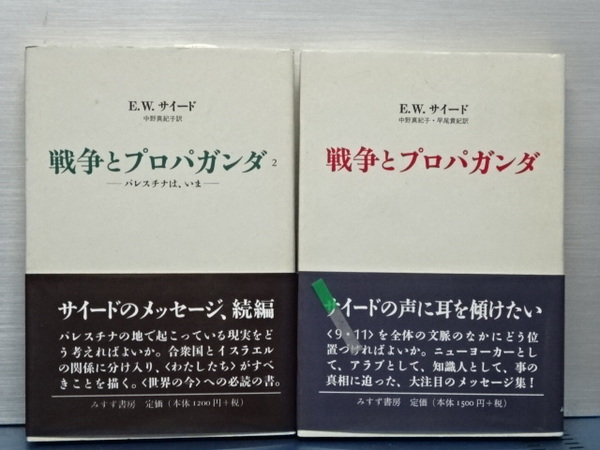 E.W. サイード
中野真紀子訳
戦争とプロパガンダ 2
—パレスチナは、いま—
サイードのメッセージ、続編
パレスチナの地で起こっている現実をど
う考えればよいか。合衆国とイスラエル
の関係に分け入り、〈わたしたち〉がすべ
きことを描く。〈世界の今〉への必読の書。
みすず書房 定価（本体1200円+税）
E.W. サイード
中野真紀子・早尾貴紀訳
戦争とプロパガンダ
サイードの声に耳を傾けたい
〈9・11〉を全体の文脈のなかにどう位
置づければよいか。ニューヨーカーとし
て、アラブとして、知識人として、事の
真相に迫った、大注目のメッセージ集！
みすず書房 定価（本体1500円+税）